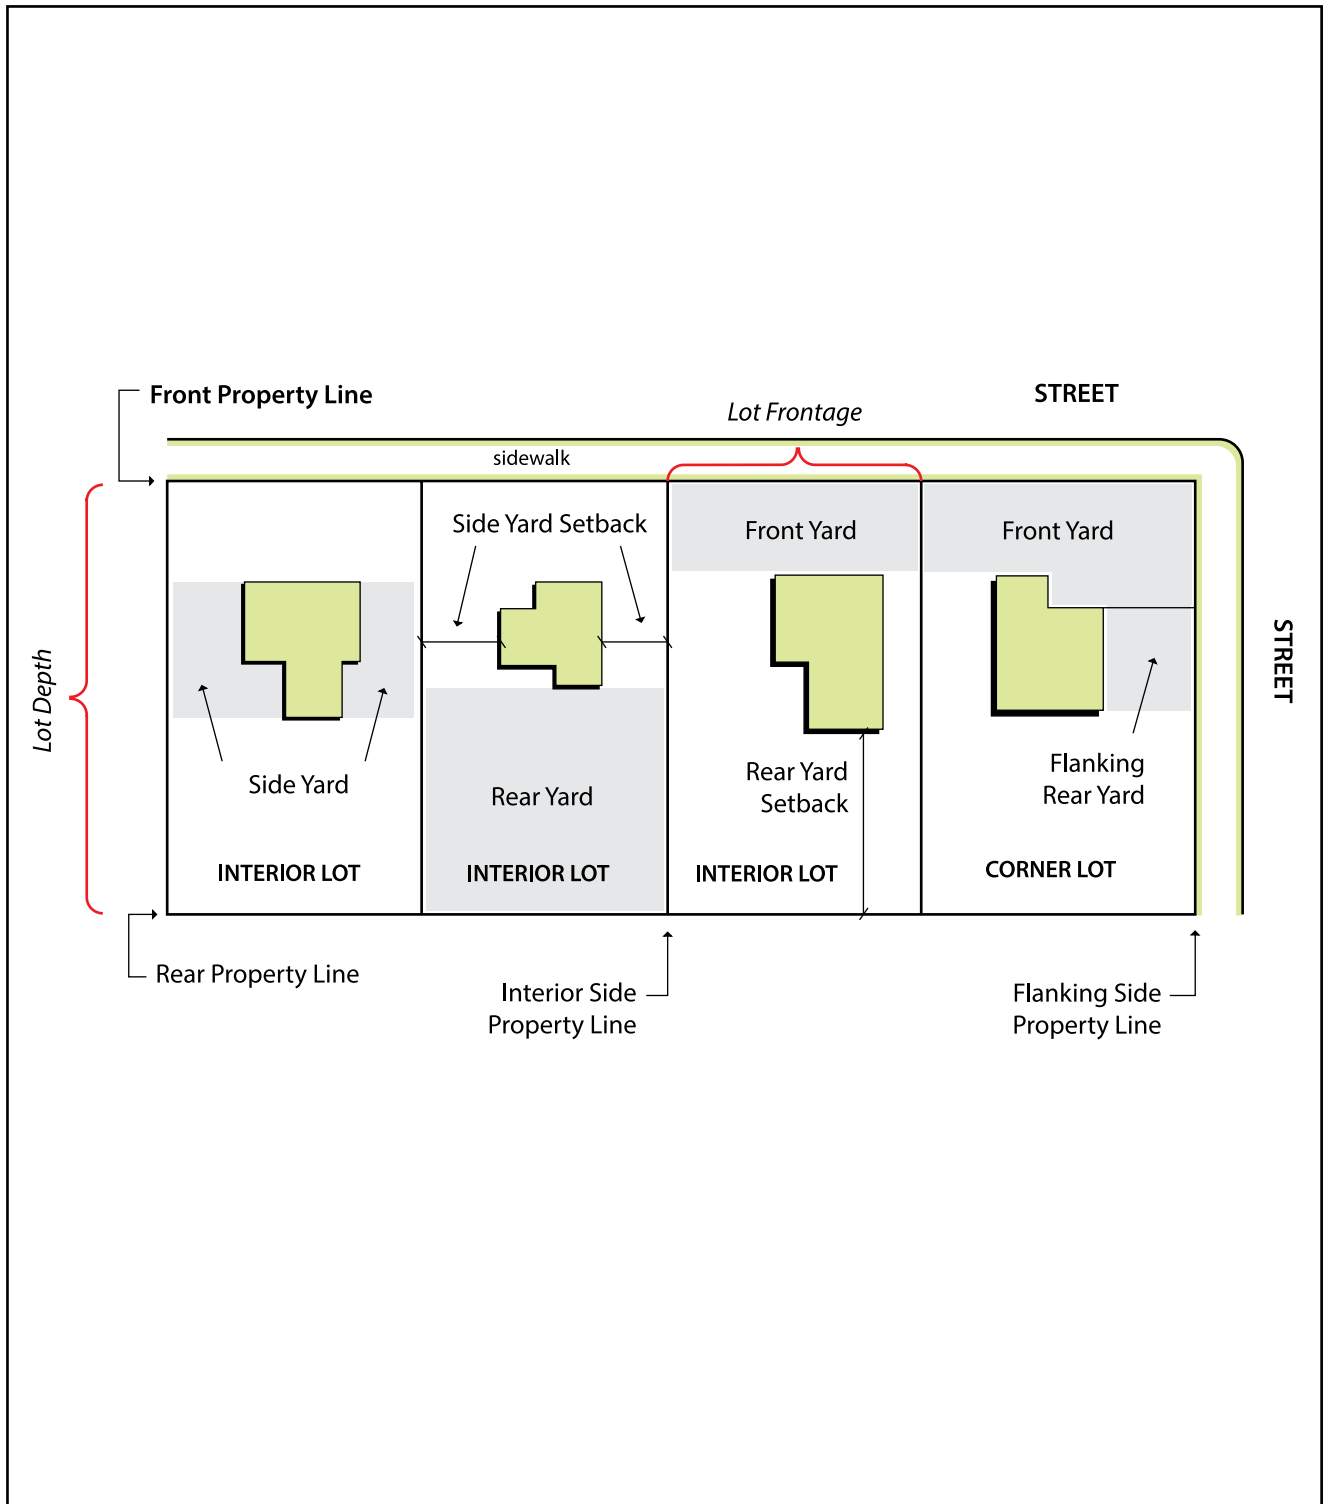 Front Property Line
STREET
Lot Frontage
sidewalk
Side Yard Setback
Front Yard
Front Yard
Lot Depth
STREET
Side Yard
Rear Yard
Rear Yard
Setback
Flanking
Rear Yard
INTERIOR LOT
INTERIOR LOT
INTERIOR LOT
CORNER LOT
Rear Property Line
Interior Side
Property Line
Flanking Side
Property Line